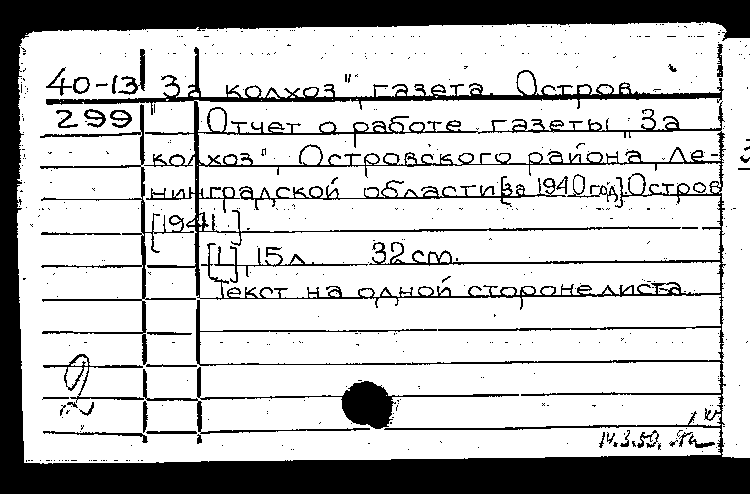 40-13 За колхоз", газета. Остров. -
299 " Отчет о работе газеты „За
колхоз", Островского района, Ле-
нинградской области [за 1940 год]. Остров
[1941].
[1], 15 л. 32 cm.
Текст на одной стороне листа.
2
14.3.50.